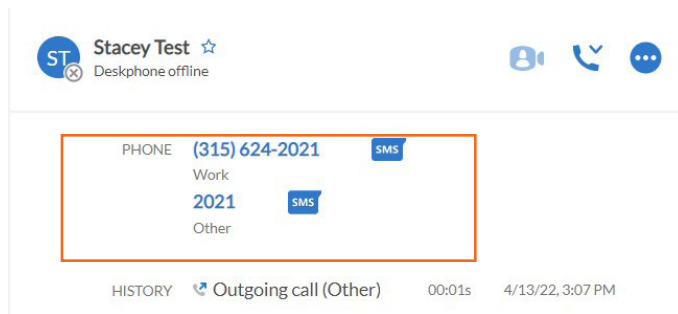 ST
Stacey Test
Deskphone offline
PHONE (315) 624-2021 SMS
Work
2021 SMS
Other
HISTORY Outgoing call (Other) 00:01s 4/13/22, 3:07 PM